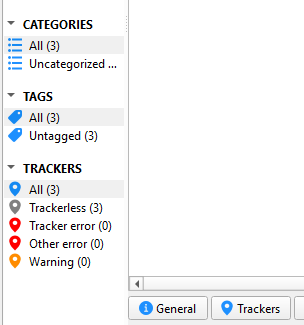 CATEGORIES
All (3)
Uncategorized ...
TAGS
All (3)
Untagged (3)
TRACKERS
All (3)
Trackerless (3)
Tracker error (0)
Other error (0)
Warning (0)
General
Trackers